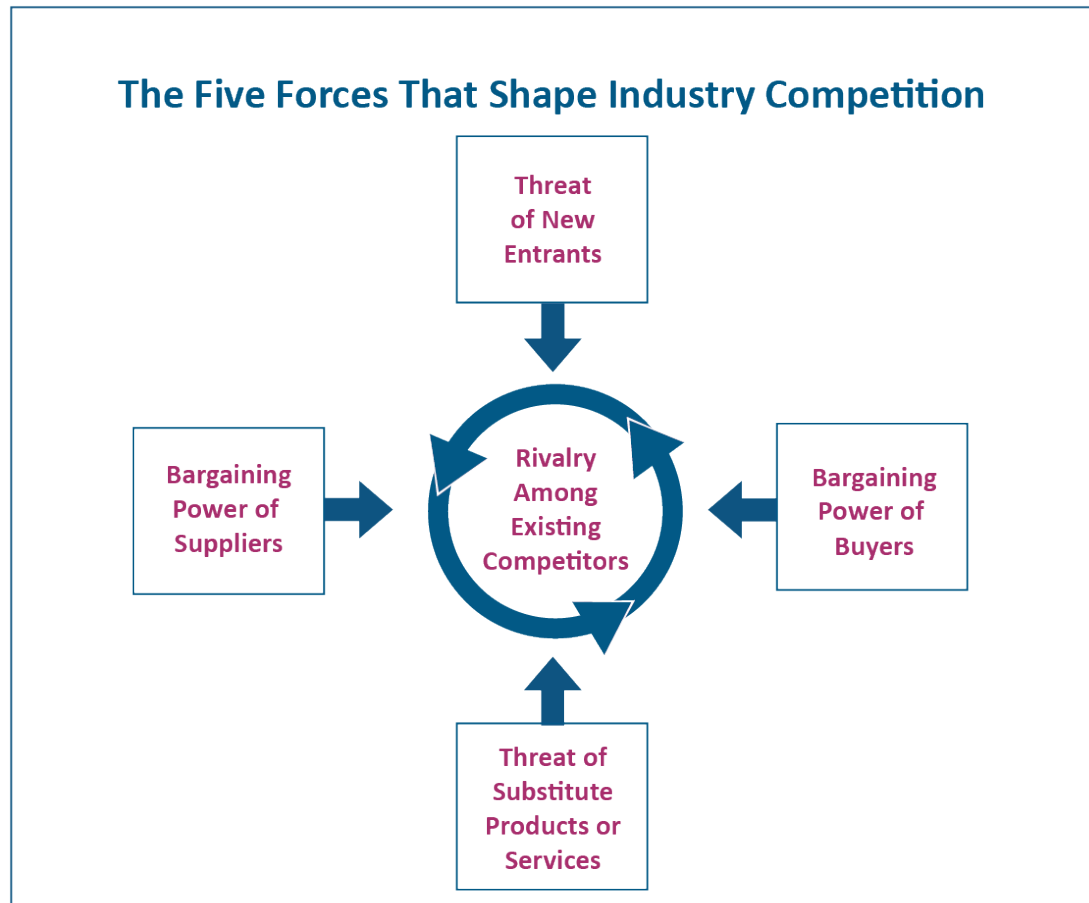 The Five Forces That Shape Industry Competition
Threat
of New
Entrants
Bargaining
Power of
Suppliers
Rivalry
Among
Existing
Competitors
Bargaining
Power of
Buyers
Threat of
Substitute
Products or
Services